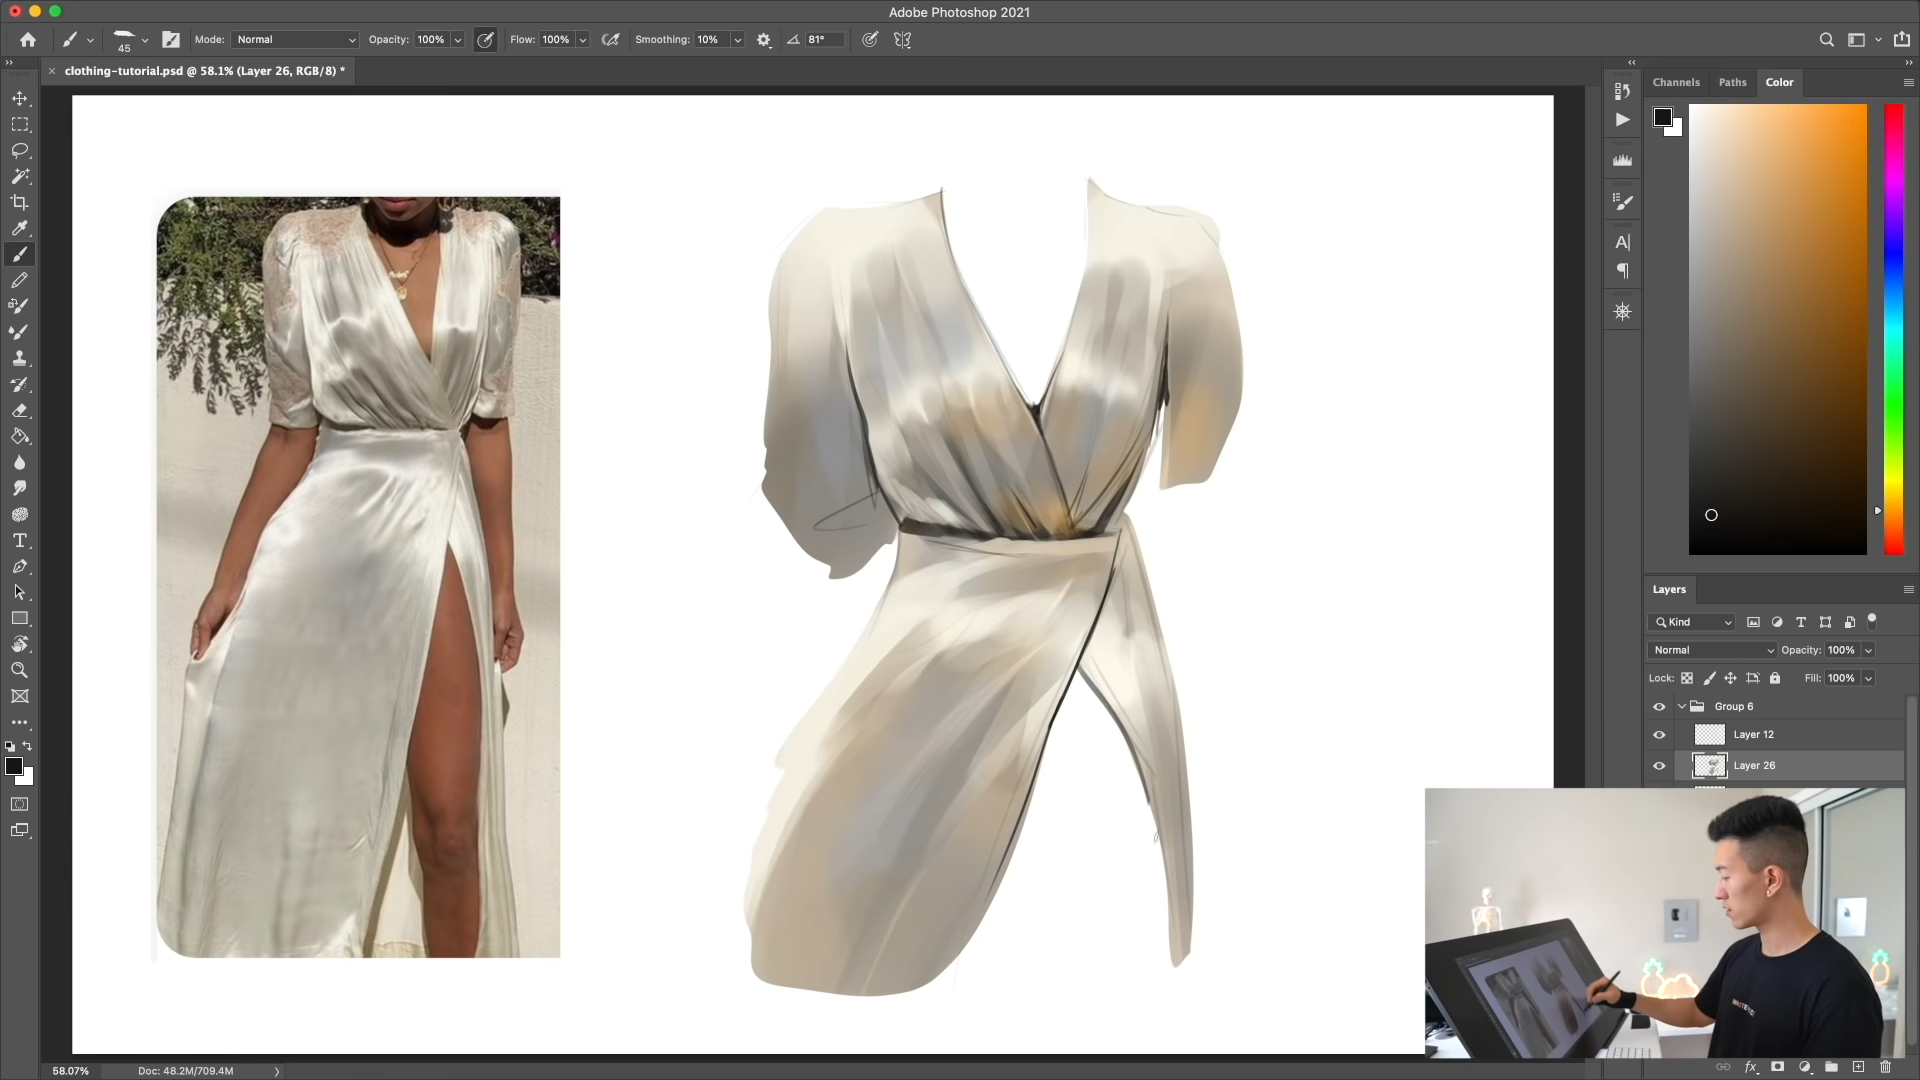 Adobe Photoshop 2021
45
Mode: Normal
Opacity: 100%
Flow: 100%
Smoothing: 10%
81°
clothing-tutorial.psd @ 58.1% (Layer 26, RGB/8) *
Channels
Paths
Color
Layers
Kind
Normal
Opacity: 100%
Lock:
Fill: 100%
Group 6
Layer 12
Layer 26
58.07%
Doc: 48.2M/709.4M